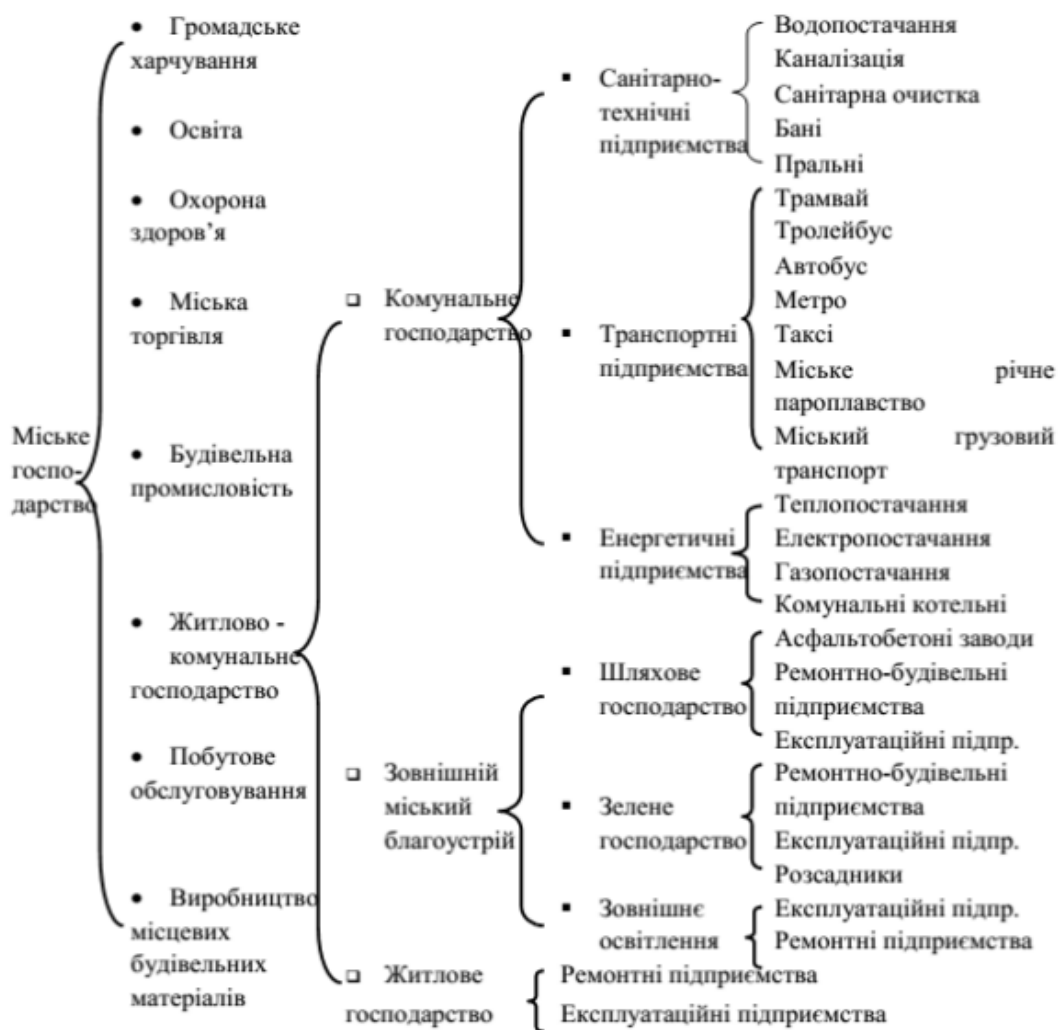 Міське
госпо-
дарство
• Громадське
харчування
• Освіта
• Охорона
здоров’я
• Міська
торгівля
• Будівельна
промисловість
• Житлово -
комунальне
господарство
• Побутове
обслуговування
• Виробництво
місцевих
будівельних
матеріалів
❑ Комунальне
господарство
❑ Зовнішній
міський
благоустрій
❑ Житлове
господарство
▪ Санітарно-
технічні
підприємства
▪ Транспортні
підприємства
▪ Енергетичні
підприємства
▪ Шляхове
господарство
▪ Зелене
господарство
▪ Зовнішнє
освітлення
Водопостачання
Каналізація
Санітарна очистка
Бані
Пральні
Трамвай
Тролейбус
Автобус
Метро
Таксі
Міське річне
пароплавство
Міський грузовий
транспорт
Теплопостачання
Електропостачання
Газопостачання
Комунальні котельні
Асфальтобетоні заводи
Ремонтно-будівельні
підприємства
Експлуатаційні підпр.
Ремонтно-будівельні
підприємства
Експлуатаційні підпр.
Розсадники
Експлуатаційні підпр.
Ремонтні підприємства
Ремонтні підприємства
Експлуатаційні підприємства